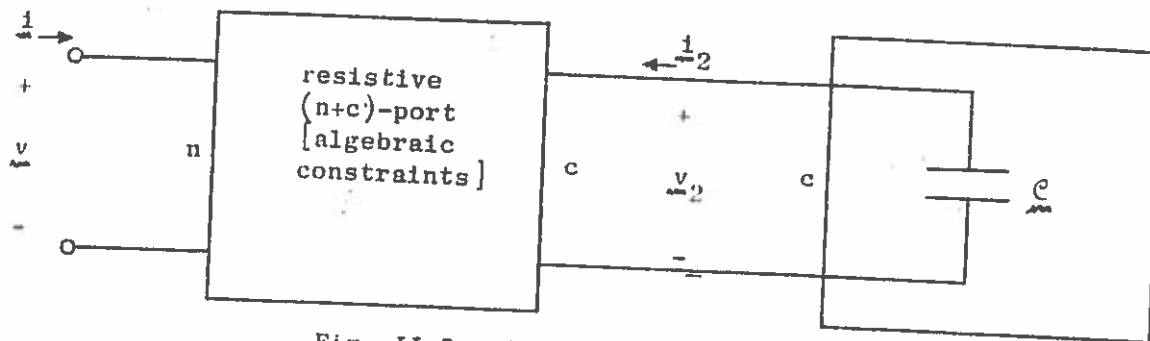 i
+
v
-
n
resistive
(n+c)-port
[algebraic
constraints]
c
i2
+
v2
-
c
C